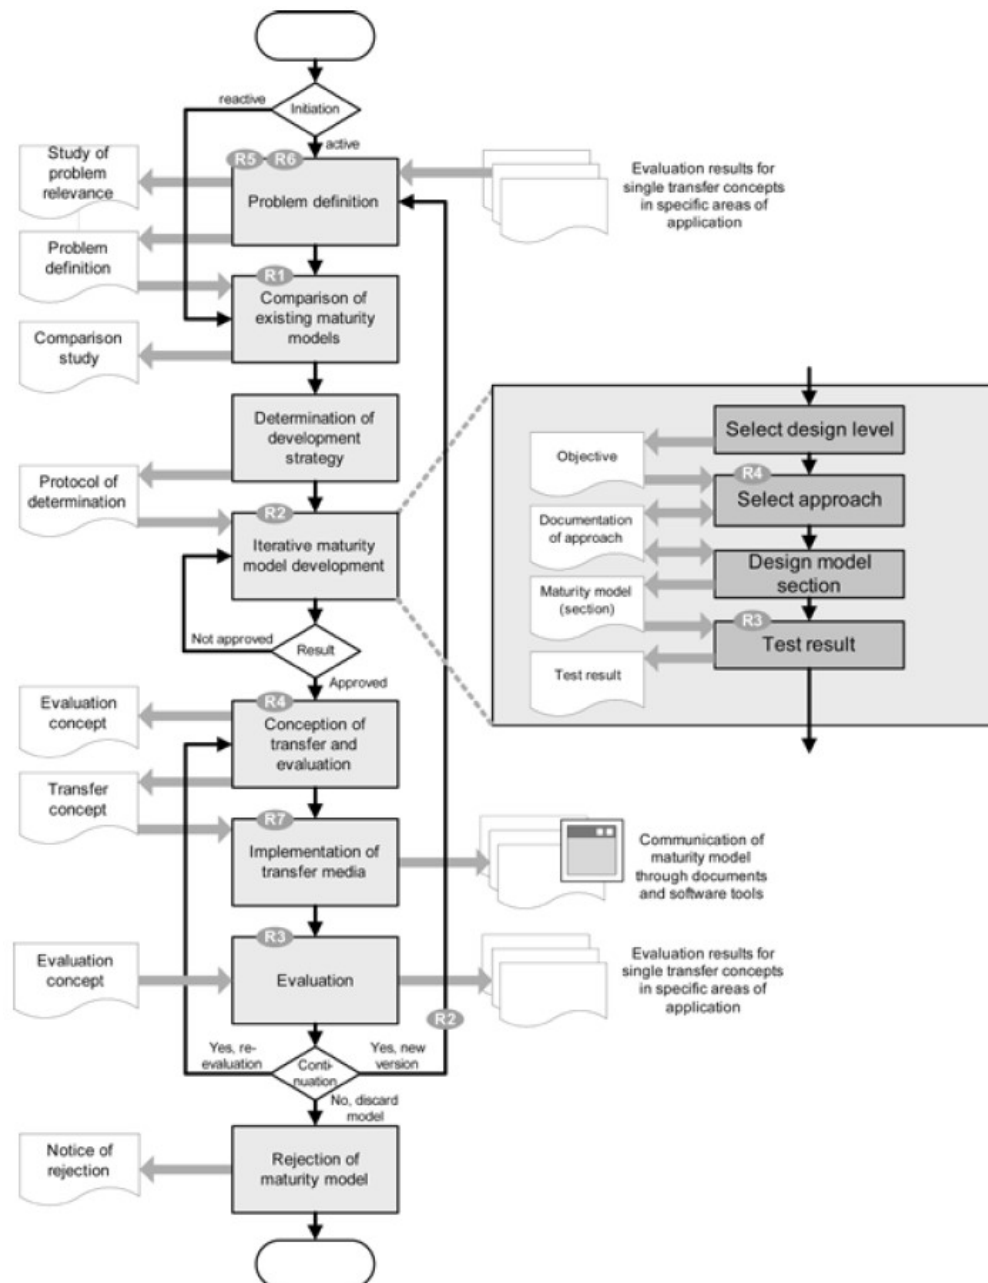 Initiation
reactive
active
R5
R6
Problem definition
Study of
problem
relevance
Problem
definition
Evaluation results for
single transfer concepts
in specific areas of
application
R1
Comparison of
existing maturity
models
Comparison
study
Determination of
development
strategy
Protocol of
determination
R2
Iterative maturity
model development
Not approved
Result
Approved
Select design level
Objective
R4
Select approach
Documentation
of approach
Design model
section
Maturity model
(section)
R3
Test result
Test result
R4
Conception of
transfer and
evaluation
Evaluation
concept
Transfer
concept
R7
Implementation of
transfer media
Communication of
maturity model
through documents
and software tools
R3
Evaluation
Evaluation
concept
Evaluation results for
single transfer concepts
in specific areas of
application
R2
Yes, re-
evaluation
Conti-
nuation
Yes, new
version
No, discard
model
Rejection of
maturity model
Notice of
rejection